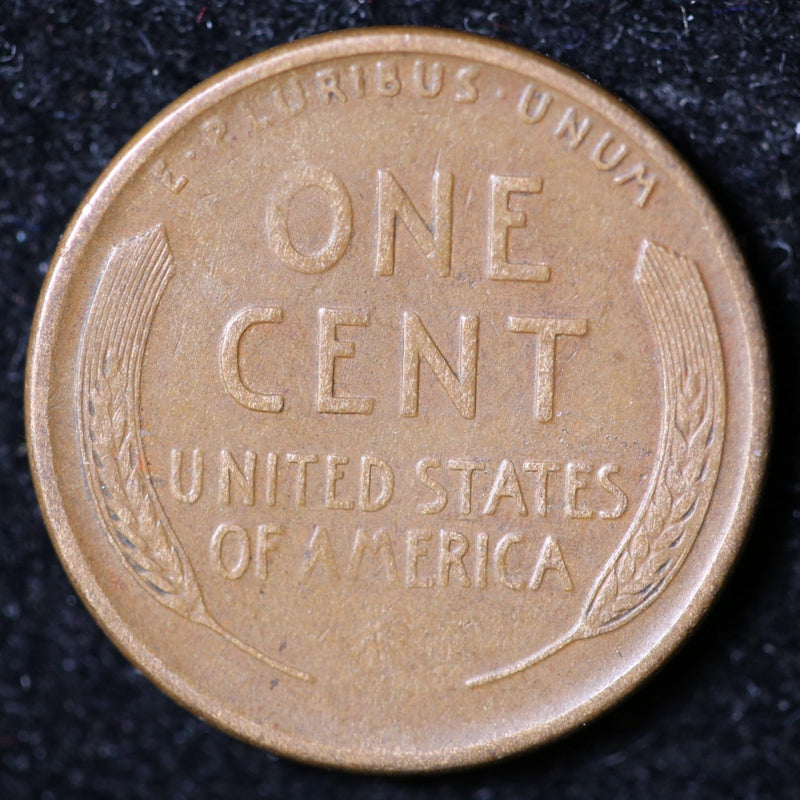 E · PLURIBUS · UNUM
ONE
CENT
UNITED STATES
OF AMERICA